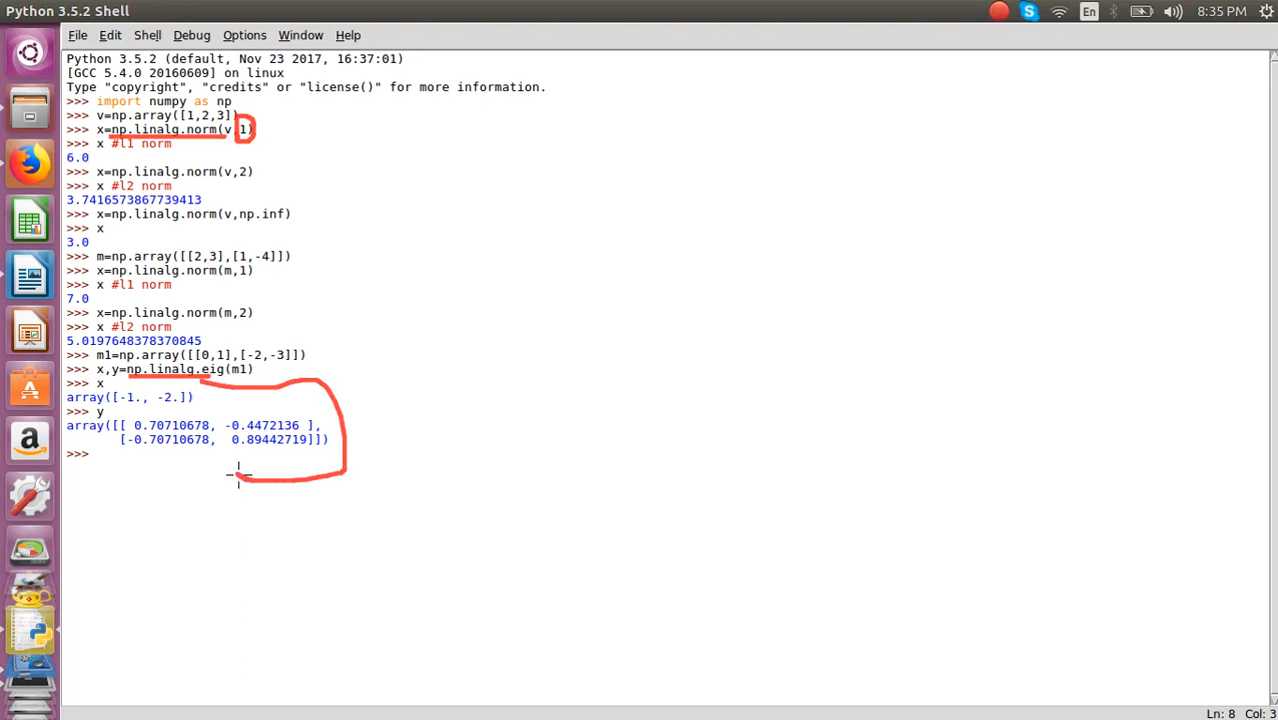 Python 3.5.2 Shell
En
8:35 PM
File Edit Shell Debug Options Window Help
Python 3.5.2 (default, Nov 23 2017, 16:37:01)
[GCC 5.4.0 20160609] on linux
Type "copyright", "credits" or "license()" for more information.
>>> import numpy as np
>>> v=np.array([1,2,3])
>>> x=np.linalg.norm(v,1)
>>> x #l1 norm
6.0
>>> x=np.linalg.norm(v,2)
>>> x #l2 norm
3.7416573867739413
>>> x=np.linalg.norm(v,np.inf)
>>> x
3.0
>>> m=np.array([[2,3],[1,-4]])
>>> x=np.linalg.norm(m,1)
>>> x #l1 norm
7.0
>>> x=np.linalg.norm(m,2)
>>> x #l2 norm
5.0197648378370845
>>> m1=np.array([[0,1],[-2,-3]])
>>> x,y=np.linalg.eig(m1)
>>> x
array([-1., -2.])
>>> y
array([[ 0.70710678, -0.4472136 ],
[-0.70710678,  0.89442719]])
>>>
Ln: 8 Col: 3